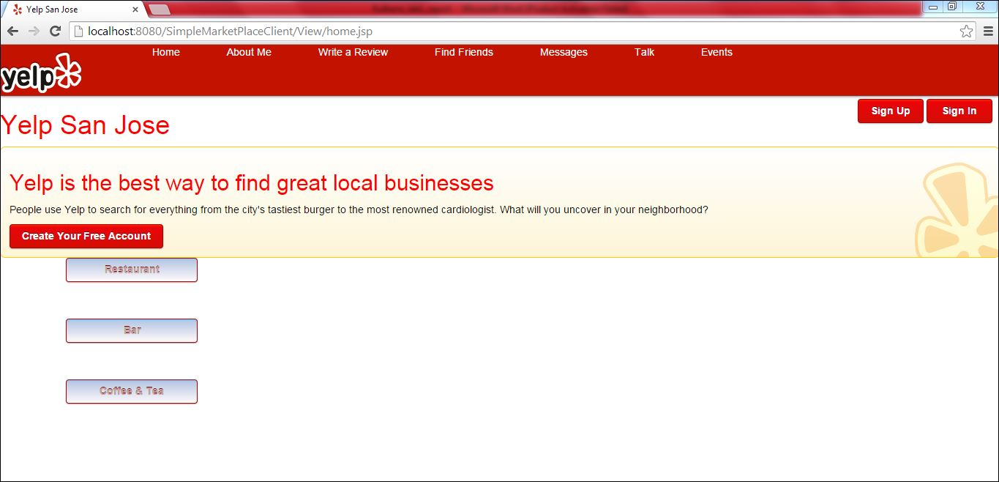 Yelp San Jose
localhost:8080/SimpleMarketPlaceClient/View/home.jsp
Home About Me Write a Review Find Friends Messages Talk Events
yelp
Sign Up Sign In
Yelp San Jose
Yelp is the best way to find great local businesses
People use Yelp to search for everything from the city's tastiest burger to the most renowned cardiologist. What will you uncover in your neighborhood?
Create Your Free Account
Restaurant
Bar
Coffee & Tea